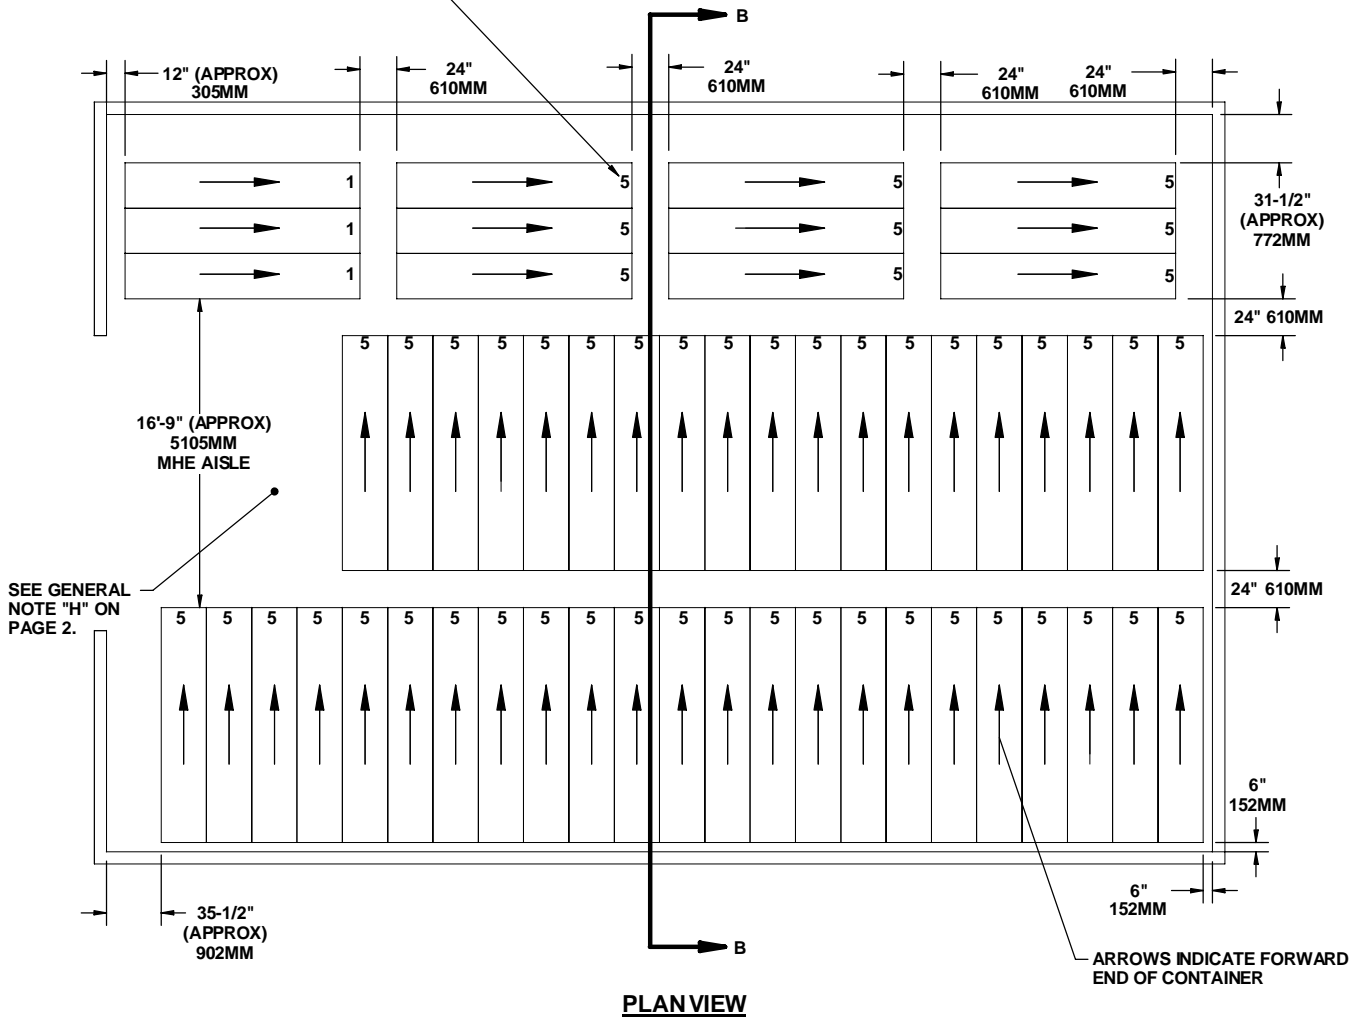 B
12" (APPROX)
305MM
24"
610MM
24"
610MM
24"
610MM
24"
610MM
1
5
5
5
1
5
5
5
1
5
5
5
31-1/2"
(APPROX)
772MM
24" 610MM
5 5 5 5 5 5 5 5 5 5 5 5 5 5 5 5 5 5 5
16'-9" (APPROX)
5105MM
MHE AISLE
SEE GENERAL
NOTE "H" ON
PAGE 2.
24" 610MM
5 5 5 5 5 5 5 5 5 5 5 5 5 5 5 5 5 5 5 5 5 5 5
6"
152MM
6"
152MM
35-1/2"
(APPROX)
902MM
B
ARROWS INDICATE FORWARD
END OF CONTAINER
PLAN VIEW